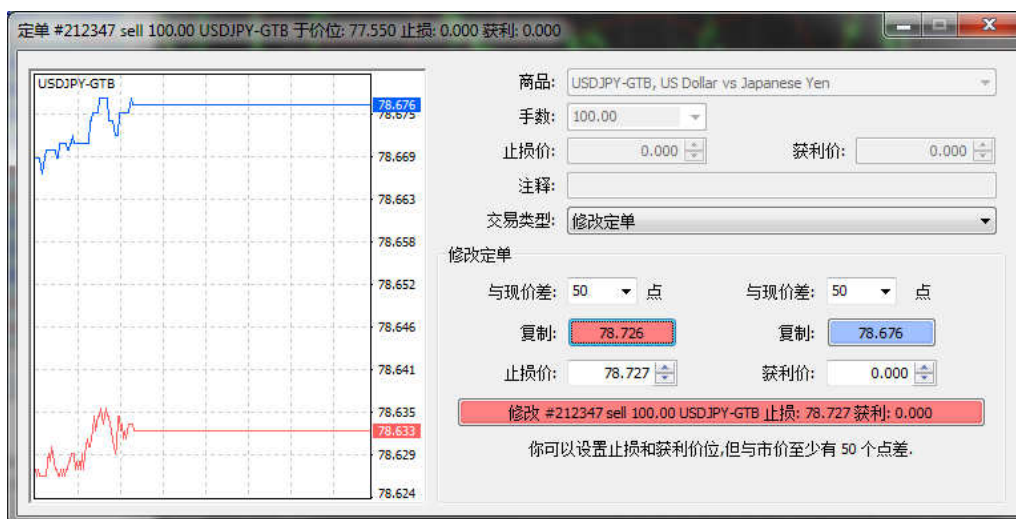 定单 #212347 sell 100.00 USDJPY-GTB 于价位: 77.550 止损: 0.000 获利: 0.000
USDJPY-GTB
78.676
78.675
78.669
78.663
78.658
78.652
78.646
78.641
78.635
78.633
78.629
78.624
商品: USDJPY-GTB, US Dollar vs Japanese Yen
手数: 100.00
止损价: 0.000 获利价: 0.000
注释:
交易类型: 修改定单
修改定单
与现价差: 50 点 与现价差: 50 点
复制: 78.726 复制: 78.676
止损价: 78.727 获利价: 0.000
修改 #212347 sell 100.00 USDJPY-GTB 止损: 78.727 获利: 0.000
你可以设置止损和获利价位,但与市价至少有 50 个点差.